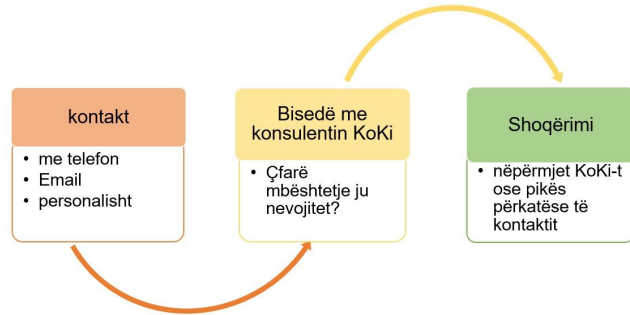 kontakt
• me telefon
• Email
• personalisht
Bisedë me
konsulentin KoKi
• Çfarë
mbështetje ju
nevojitet?
Shoqërimi
• nëpërmjet KoKi-t
ose pikës
përkatëse të
kontaktit